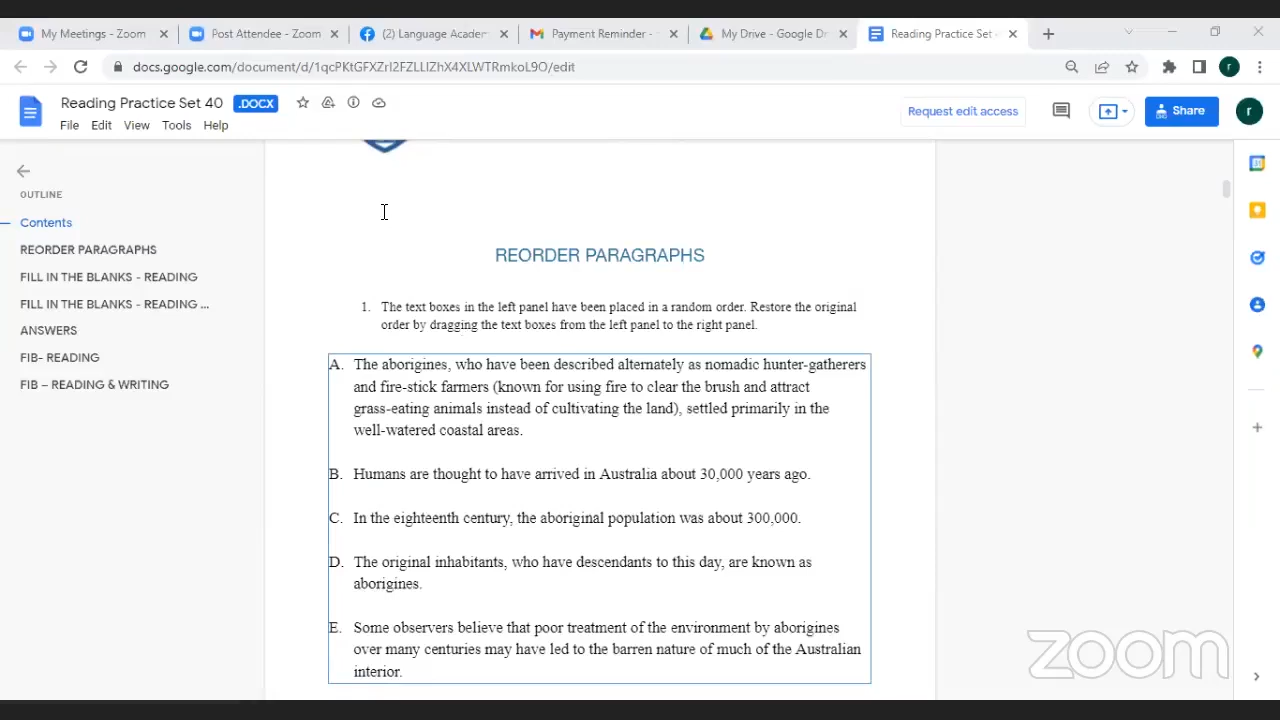 My Meetings - Zoom
Post Attendee - Zoom
(2) Language Academ
Payment Reminder -
My Drive - Google Dr
Reading Practice Set
docs.google.com/document/d/1qcPKtGFXZrI2FZLLIZhX4XLWTRmkoL9O/edit
r
Reading Practice Set 40 .DOCX
File Edit View Tools Help
Request edit access
Share
r
OUTLINE
Contents
REORDER PARAGRAPHS
FILL IN THE BLANKS - READING
FILL IN THE BLANKS - READING ...
ANSWERS
FIB- READING
FIB – READING & WRITING
REORDER PARAGRAPHS
1. The text boxes in the left panel have been placed in a random order. Restore the original
order by dragging the text boxes from the left panel to the right panel.
A. The aborigines, who have been described alternately as nomadic hunter-gatherers
and fire-stick farmers (known for using fire to clear the brush and attract
grass-eating animals instead of cultivating the land), settled primarily in the
well-watered coastal areas.
B. Humans are thought to have arrived in Australia about 30,000 years ago.
C. In the eighteenth century, the aboriginal population was about 300,000.
D. The original inhabitants, who have descendants to this day, are known as
aborigines.
E. Some observers believe that poor treatment of the environment by aborigines
over many centuries may have led to the barren nature of much of the Australian
interior.
zoom